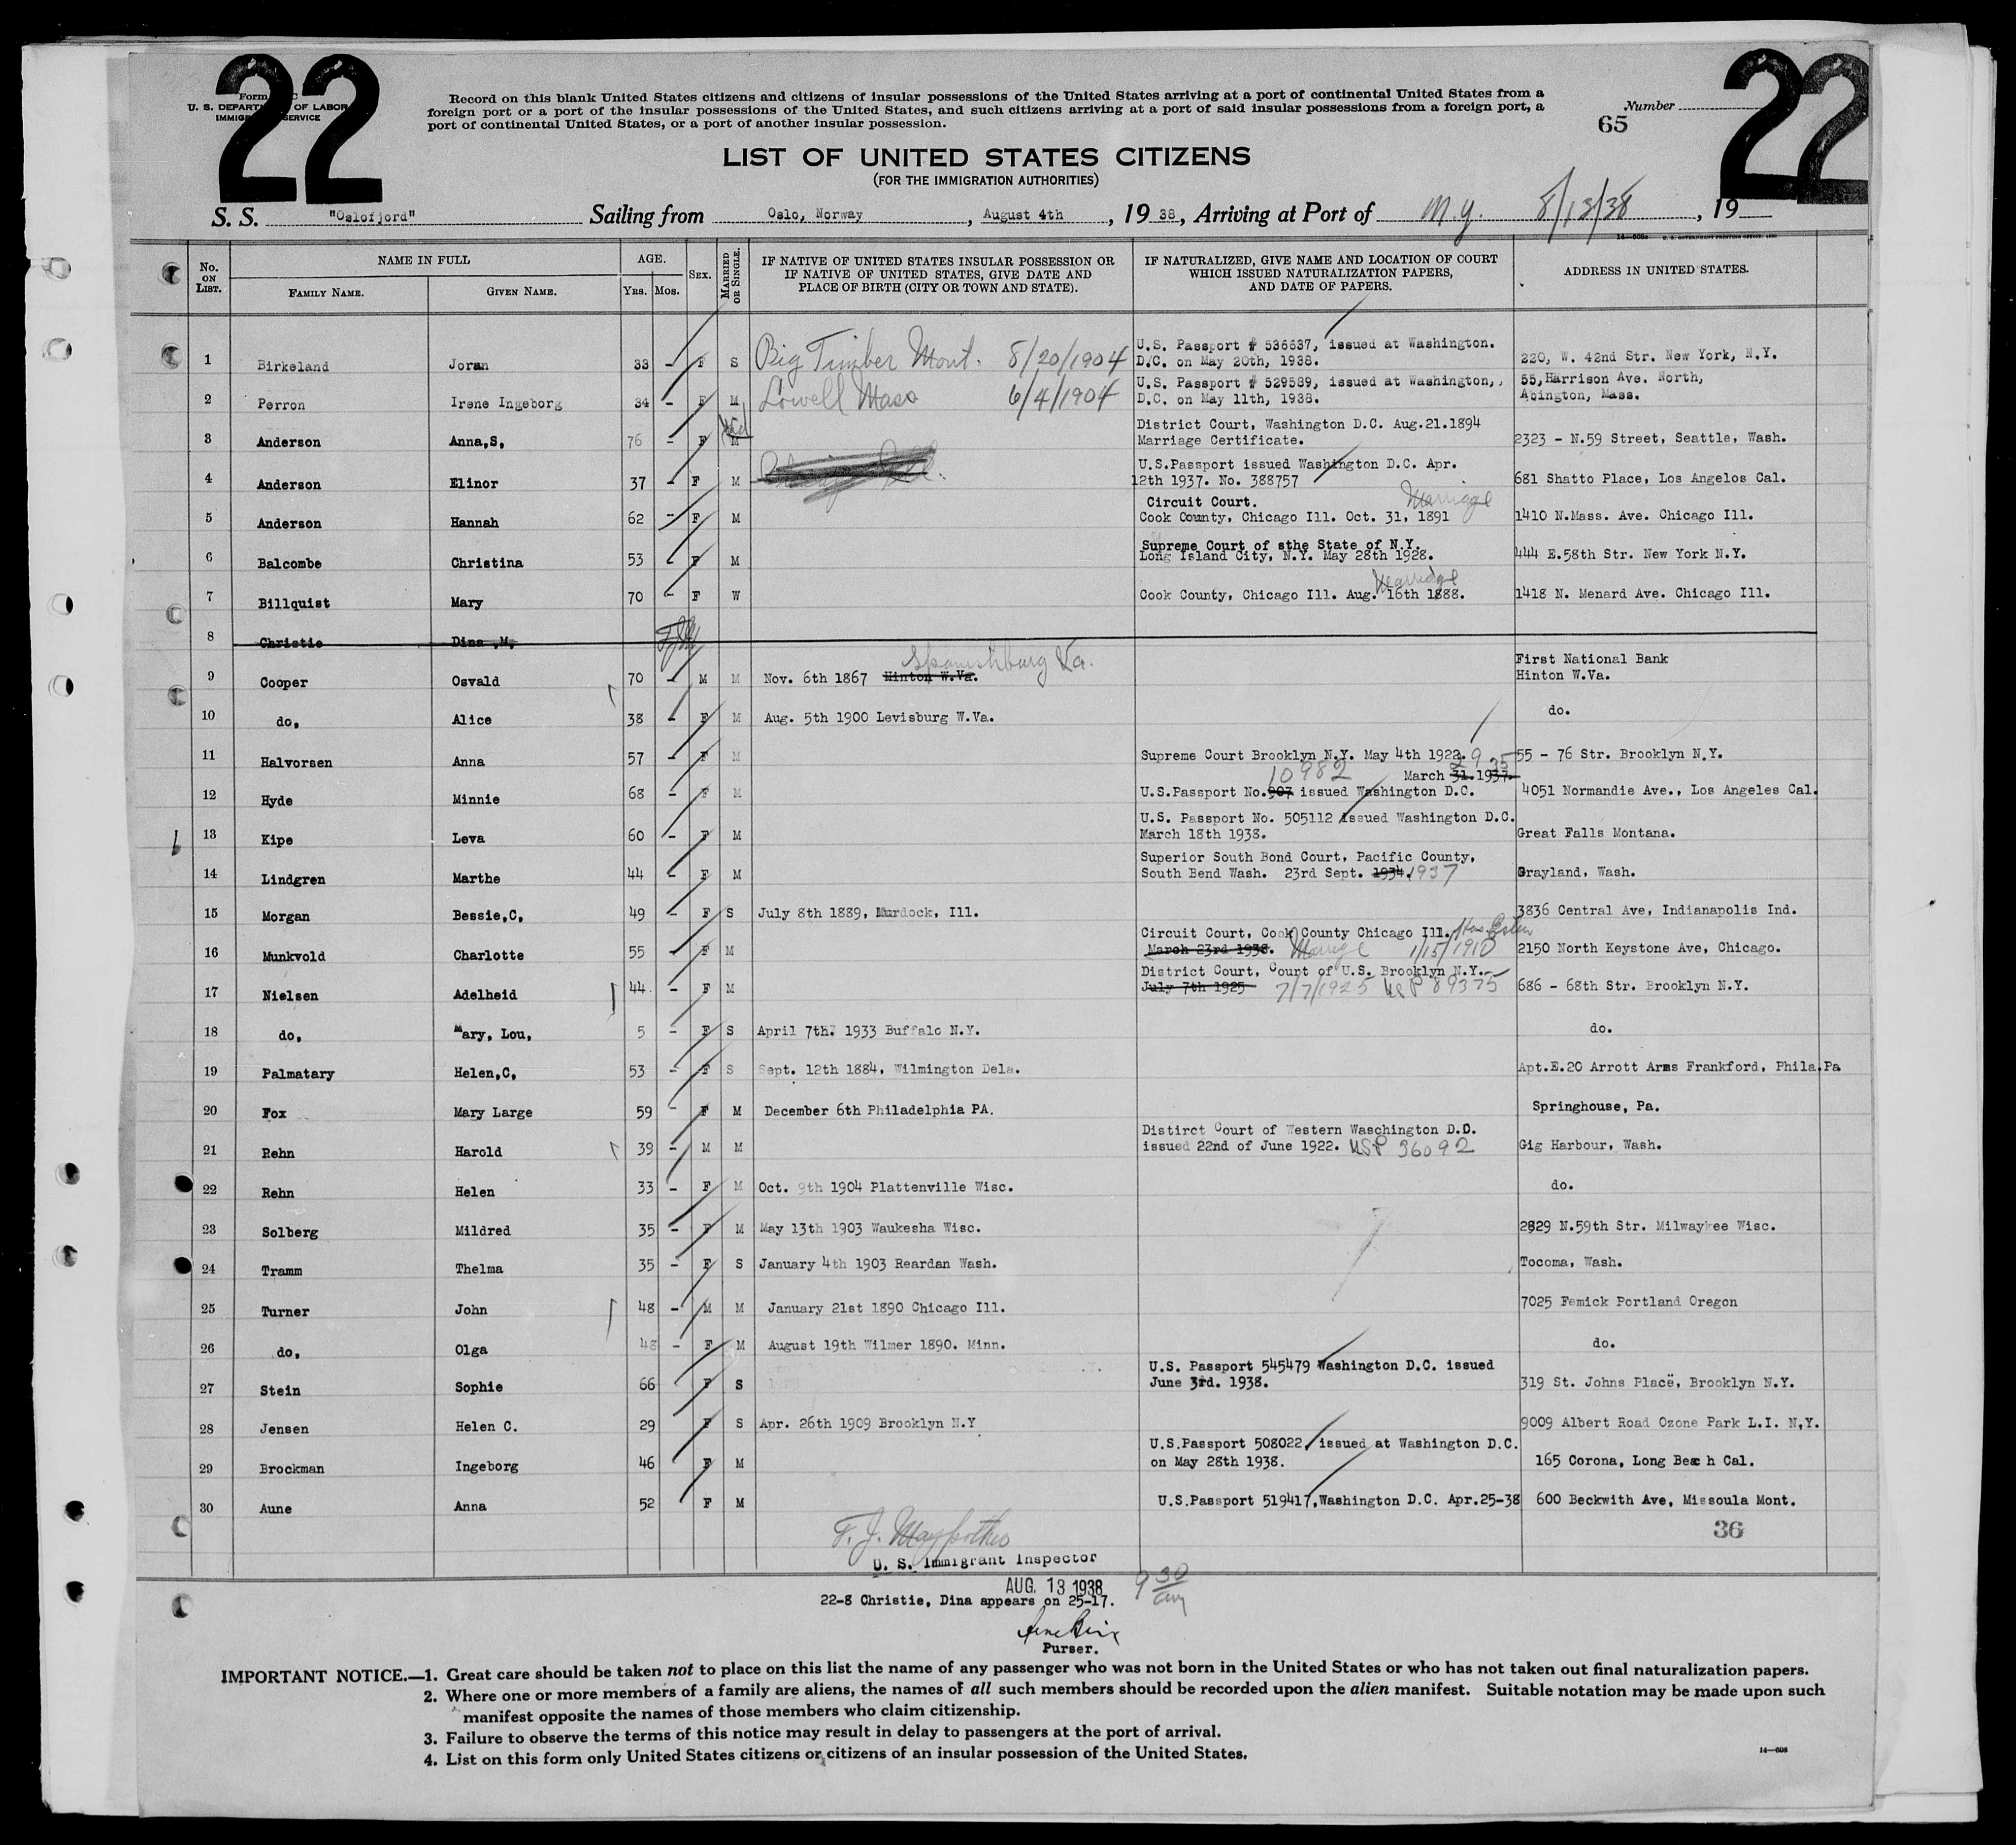 22
22
Form
U. S. DEPARTMENT OF LABOR
IMMIGRATION SERVICE
Record on this blank United States citizens and citizens of insular possessions of the United States arriving at a port of continental United States from a
foreign port or a port of the insular possessions of the United States, and such citizens arriving at a port of said insular possessions from a foreign port, a
port of continental United States, or a port of another insular possession.
Number
65
LIST OF UNITED STATES CITIZENS
(FOR THE IMMIGRATION AUTHORITIES)
S. S. "Oslofjord" Sailing from Oslo, Norway, August 4th, 1938, Arriving at Port of N.Y. 8/13/38, 19
No. ON LIST. NAME IN FULL AGE. SEX. MARRIED OR SINGLE. IF NATIVE OF UNITED STATES INSULAR POSSESSION OR IF NATIVE OF UNITED STATES, GIVE DATE AND PLACE OF BIRTH (CITY OR TOWN AND STATE). IF NATURALIZED, GIVE NAME AND LOCATION OF COURT WHICH ISSUED NATURALIZATION PAPERS, AND DATE OF PAPERS. ADDRESS IN UNITED STATES.
FAMILY NAME. GIVEN NAME. YRS. MOS.
1 Birkeland Joran 33 - F S Big Timber Mont. 8/20/1904 U.S. Passport # 536637, issued at Washington. D.C. on May 20th, 1938. 220, W. 42nd Str. New York, N.Y.
2 Perron Irene Ingeborg 34 - F M Lowell Mass 6/4/1904 U.S. Passport # 529589, issued at Washington,, D.C. on May 11th, 1938. 55,Harrison Ave. North, Abington, Mass.
3 Anderson Anna,S, 76 - F M Wid District Court, Washington D.C. Aug.21.1894 Marriage Certificate. 2323 - N.59 Street, Seattle, Wash.
4 Anderson Elinor 37 - F M U.S.Passport issued Washington D.C. Apr. 12th 1937. No. 388757 681 Shatto Place, Los Angelos Cal.
5 Anderson Hannah 62 - F M Circuit Court. Marriage Cook County, Chicago Ill. Oct. 31, 1891 1410 N.Mass. Ave. Chicago Ill.
6 Balcombe Christina 53 - F M Supreme Court of sthe State of N.Y. Long Island City, N.Y. May 28th 1928. 444 E.58th Str. New York N.Y.
7 Billquist Mary 70 - F W Marriage Cook County, Chicago Ill. Aug. 16th 1888. 1418 N. Menard Ave. Chicago Ill.
8 Christie Dina ,M,
9 Cooper Osvald 70 - M M Nov. 6th 1867 Hinton W.Va. Spanishburg Va. First National Bank Hinton W.Va.
10 do, Alice 38 - F M Aug. 5th 1900 Levisburg W.Va. do.
11 Halvorsen Anna 57 - F M Supreme Court Brooklyn N.Y. May 4th 1922. 55 - 76 Str. Brooklyn N.Y.
12 Hyde Minnie 68 - F M 10982 March 31.1937. 29 35 U.S.Passport No.907 issued Washington D.C. 4051 Normandie Ave., Los Angeles Cal.
13 Kipe Leva 60 - F M U.S. Passport No. 505112 issued Washington D.C. March 18th 1938. Great Falls Montana.
14 Lindgren Marthe 44 - F M Superior South Bond Court, Pacific County, South Bend Wash. 23rd Sept. 1934. 1937 Grayland, Wash.
15 Morgan Bessie,C, 49 - F S July 8th 1889, Murdock, Ill. 3836 Central Ave, Indianapolis Ind.
16 Munkvold Charlotte 55 - F M Circuit Court, Cook County Chicago Ill. March 23rd 1938. Marriage 1/15/1910 2150 North Keystone Ave, Chicago.
17 Nielsen Adelheid 44 - F M District Court, Count of U.S. Brooklyn N.Y. July 7th 1925 7/7/1925 USP 89375 686 - 68th Str. Brooklyn N.Y.
18 do, Mary, Lou, 5 - F S April 7th. 1933 Buffalo N.Y. do.
19 Palmatary Helen,C, 53 - F S Sept. 12th 1884, Wilmington Dela. Apt.E.20 Arrott Arms Frankford, Phila.Pa
20 Fox Mary Large 59 - F M December 6th Philadelphia PA. Springhouse, Pa.
21 Rehn Harold 39 - M M Distirct Court of Western Waschington D.D. issued 22nd of June 1922. USP 36092 Gig Harbour, Wash.
22 Rehn Helen 33 - F M Oct. 9th 1904 Plattenville Wisc. do.
23 Solberg Mildred 35 - F M May 13th 1903 Waukesha Wisc. 2829 N.59th Str. Milwaykee Wisc.
24 Tramm Thelma 35 - F S January 4th 1903 Reardan Wash. Tocoma, Wash.
25 Turner John 48 - M M January 21st 1890 Chicago Ill. 7025 Femick Portland Oregon
26 do, Olga 48 - F M August 19th Wilmer 1890. Minn. do.
27 Stein Sophie 66 F S U.S. Passport 545479 Washington D.C. issued June 3rd. 1938. 319 St. Johns Place, Brooklyn N.Y.
28 Jensen Helen C. 29 F S Apr. 26th 1909 Brooklyn N.Y 9009 Albert Road Ozone Park L.I. N,Y.
29 Brockman Ingeborg 46 F M U.S.Passport 508022, issued at Washington D.C. on May 28th 1938. 165 Corona, Long Beach Cal.
30 Aune Anna 52 F M U.S.Passport 519417,Washington D.C. Apr.25-38 600 Beckwith Ave, Missoula Mont.
36
U. S. Immigrant Inspector
AUG 13 1938 9 30 am
22-8 Christie, Dina appears on 25-17.
Purser.
IMPORTANT NOTICE.—1. Great care should be taken not to place on this list the name of any passenger who was not born in the United States or who has not taken out final naturalization papers.
2. Where one or more members of a family are aliens, the names of all such members should be recorded upon the alien manifest. Suitable notation may be made upon such
manifest opposite the names of those members who claim citizenship.
3. Failure to observe the terms of this notice may result in delay to passengers at the port of arrival.
4. List on this form only United States citizens or citizens of an insular possession of the United States.
14—608